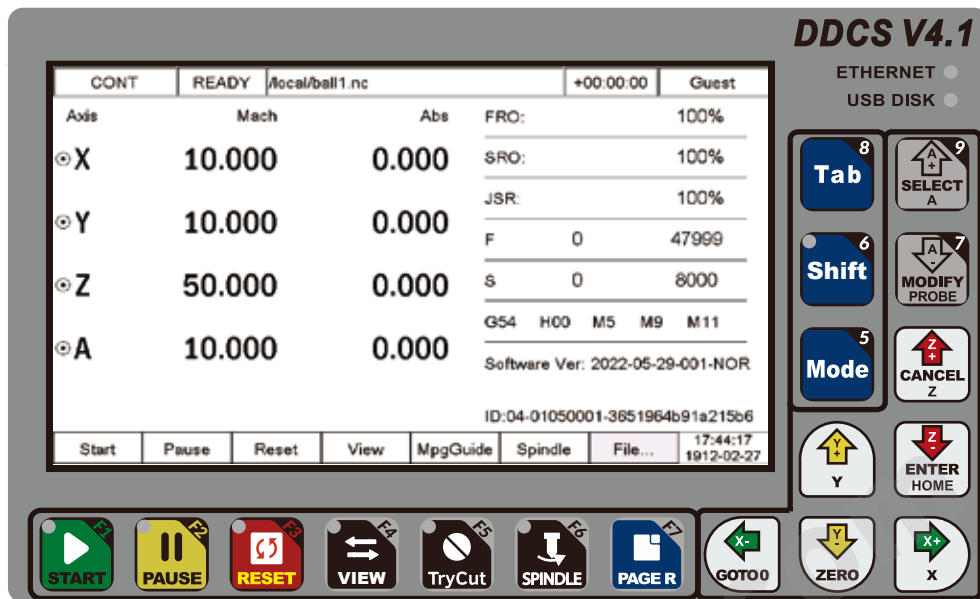 DDCS V4.1
ETHERNET
USB DISK
CONT READY /local/ball1.nc +00:00:00 Guest
Axis Mach Abs FRO: 100%
X 10.000 0.000 SRO: 100%
JSR: 100%
Y 10.000 0.000 F 0 47999
Z 50.000 0.000 S 0 8000
G54 H00 M5 M9 M11
A 10.000 0.000
Software Ver: 2022-05-29-001-NOR
ID:04-01050001-3651964b91a215b6
Start Pause Reset View MpgGuide Spindle File... 17:44:17
1912-02-27
8 Tab
9 A + SELECT A
6 Shift
7 A - MODIFY PROBE
5 Mode
Z + CANCEL Z
Y + Y
Z - ENTER HOME
F1 START
F2 PAUSE
F3 RESET
F4 VIEW
F5 TryCut
F6 SPINDLE
F7 PAGE R
X- GOTO0
Y - ZERO
X+ X